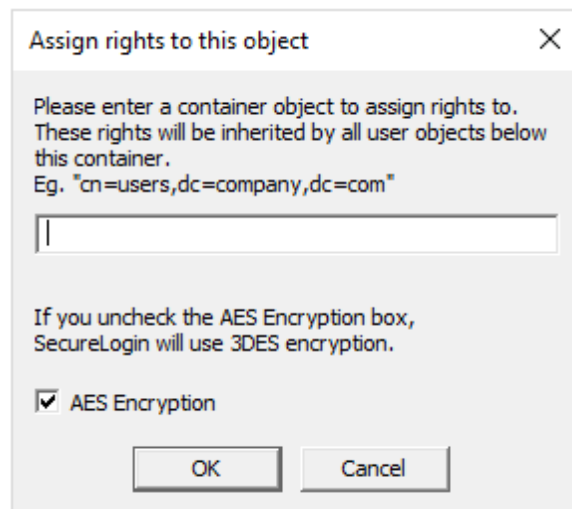 Assign rights to this object
Please enter a container object to assign rights to.
These rights will be inherited by all user objects below
this container.
Eg. "cn=users,dc=company,dc=com"
If you uncheck the AES Encryption box,
SecureLogin will use 3DES encryption.
AES Encryption
OK Cancel